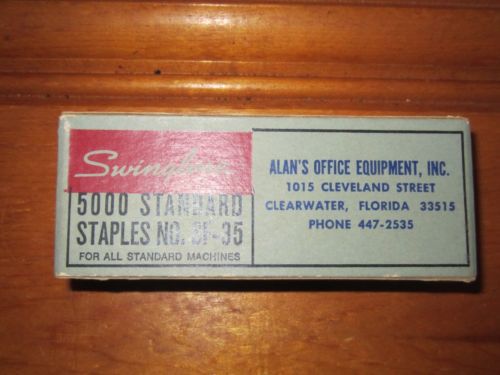 Swingline
5000 STANDARD
STAPLES NO. SF-35
FOR ALL STANDARD MACHINES
ALAN'S OFFICE EQUIPMENT, INC.
1015 CLEVELAND STREET
CLEARWATER, FLORIDA 33515
PHONE 447-2535